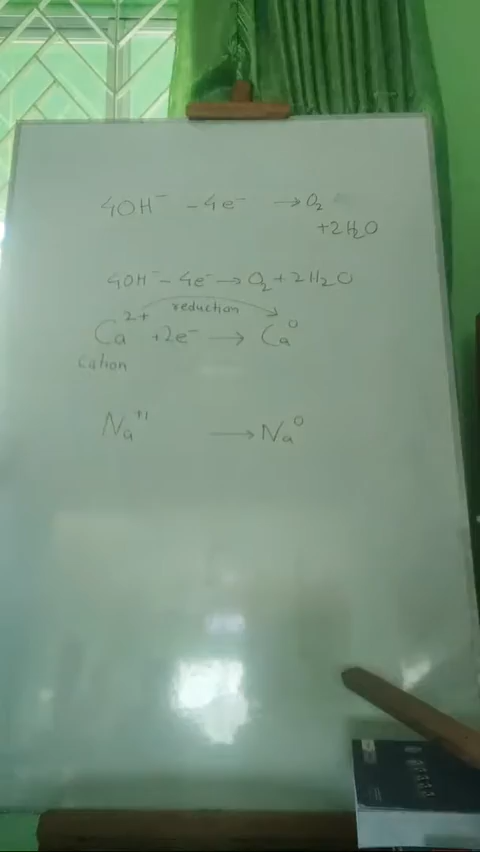 4OH⁻ – 4e⁻ → O₂
+2H₂O
4OH⁻ – 4e⁻ → O₂ + 2H₂O
reduction
Ca²⁺ +2e⁻ → Ca⁰
Cation
Na⁺¹ → Na⁰